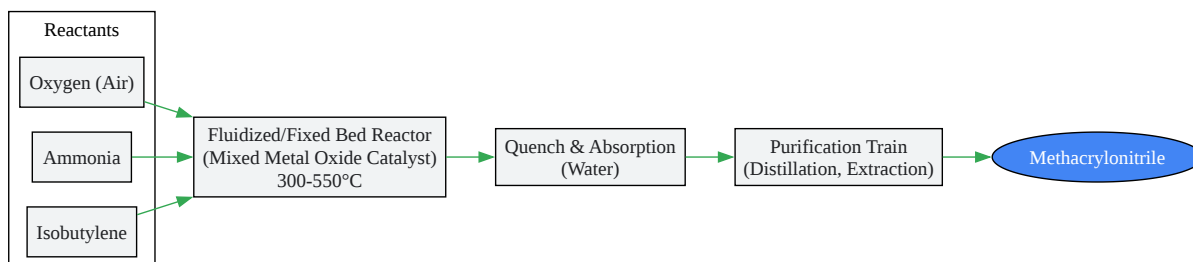 Reactants
Oxygen (Air)
Ammonia
Isobutylene
Fluidized/Fixed Bed Reactor
(Mixed Metal Oxide Catalyst)
300-550°C
Quench & Absorption
(Water)
Purification Train
(Distillation, Extraction)
Methacrylonitrile